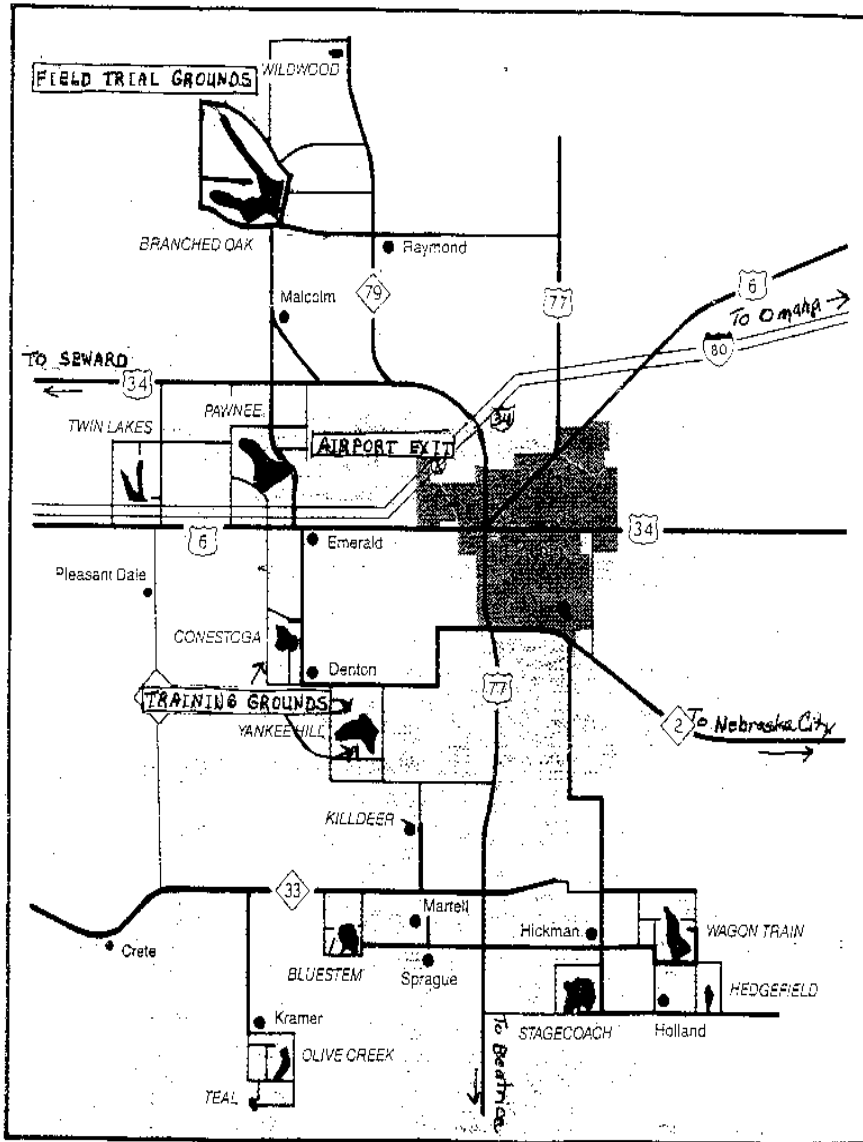 WILDWOOD
FIELD TRIAL GROUNDS
BRANCHED OAK
Raymond
Malcolm
79
77
6
To Omaha
80
TO SEWARD
34
34
PAWNEE
TWIN LAKES
AIRPORT EXIT
6
Emerald
34
Pleasant Dale
CONESTOGA
Denton
77
TRAINING GROUNDS
YANKEE HILL
2
To Nebraska City
KILLDEER
33
Martell
Hickman
WAGON TRAIN
Crete
BLUESTEM
Sprague
HEDGEFIELD
Kramer
STAGECOACH
Holland
To Beatrice
OLIVE CREEK
TEAL